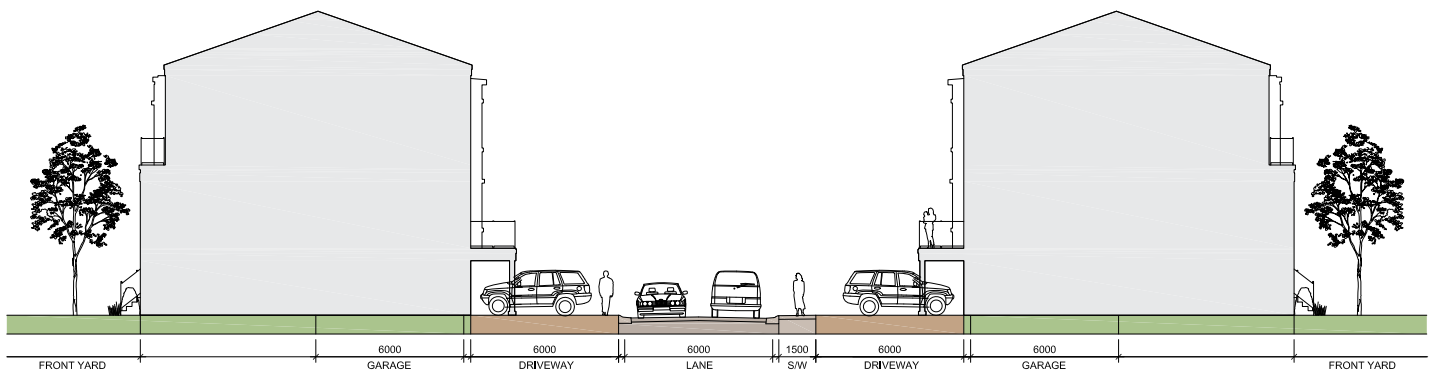 6000 6000 6000 1500 6000 6000
FRONT YARD GARAGE DRIVEWAY LANE S/W DRIVEWAY GARAGE FRONT YARD